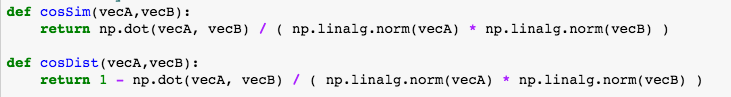 def cosSim(vecA,vecB):
    return np.dot(vecA, vecB) / ( np.linalg.norm(vecA) * np.linalg.norm(vecB) )
def cosDist(vecA,vecB):
    return 1 - np.dot(vecA, vecB) / ( np.linalg.norm(vecA) * np.linalg.norm(vecB) )